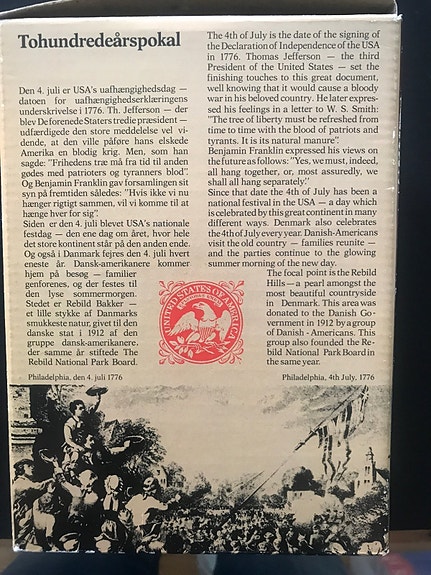 Tohundredeårspokal
Den 4. juli er USA's uafhængighedsdag —
datoen for uafhængighedserklæringens
underskrivelse i 1776. Th. Jefferson — der
blev De forenede Staters tredie præsident —
udfærdigede den store meddelelse vel vi-
dende, at den ville påføre hans elskede
Amerika en blodig krig. Men, som han
sagde: "Frihedens træ må fra tid til anden
gødes med patrioters og tyranners blod".
Og Benjamin Franklin gav forsamlingen sit
syn på fremtiden således: "Hvis ikke vi nu
hænger rigtigt sammen, vil vi komme til at
hænge hver for sig".
Siden er den 4. juli blevet USA's nationale
festdag — den ene dag om året, hvor hele
det store kontinent står på den anden ende.
Og også i Danmark fejres den 4. juli hvert
eneste år. Dansk-amerikanere kommer
hjem på besøg — familier
genforenes, og der festes til
den lyse sommermorgen.
Stedet er Rebild Bakker —
et lille stykke af Danmarks
smukkeste natur, givet til den
danske stat i 1912 af den
gruppe dansk-amerikanere,
der samme år stiftede The
Rebild National Park Board.
Philadelphia, den 4. juli 1776
The 4th of July is the date of the signing of
the Declaration of Independence of the USA
in 1776. Thomas Jefferson — the third
President of the United States — set the
finishing touches to this great document,
well knowing that it would cause a bloody
war in his beloved country. He later expres-
sed his feelings in a letter to W. S. Smith:
"The tree of liberty must be refreshed from
time to time with the blood of patriots and
tyrants. It is its natural manure".
Benjamin Franklin expressed his views on
the future as follows: "Yes, we must, indeed,
all hang together, or, most assuredly, we
shall all hang separately."
Since that date the 4th of July has been a
national festival in the USA — a day which
is celebrated by this great continent in many
different ways. Denmark also celebrates
the 4th of July every year. Danish-Americans
visit the old country — families reunite —
and the parties continue to the glowing
summer morning of the new day.
The focal point is the Rebild
Hills — a pearl amongst the
most beautiful countryside
in Denmark. This area was
donated to the Danish Go-
vernment in 1912 by a group
of Danish - Americans. This
group also founded the Re-
bild National Park Board in
the same year.
Philadelphia, 4th July, 1776
UNITED STATES OF AMERICA